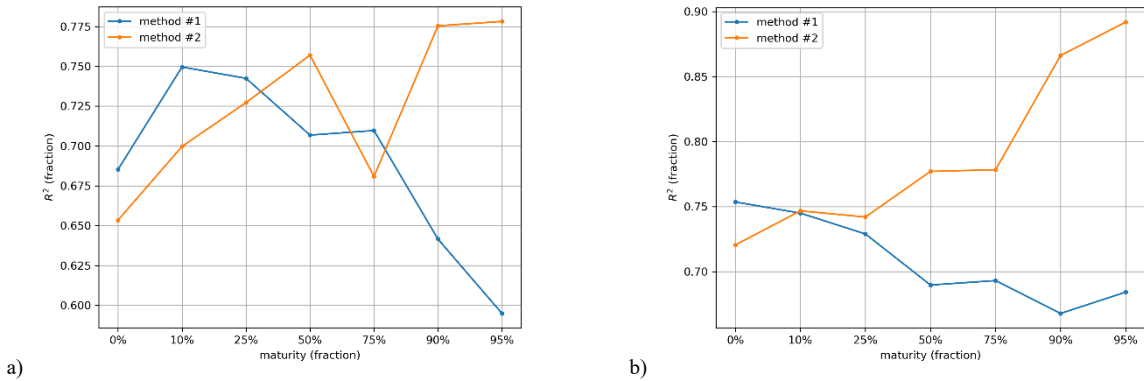 method #1
method #2
0.775
0.750
0.725
0.700
0.675
0.650
0.625
0.600
R² (fraction)
0% 10% 25% 50% 75% 90% 95%
maturity (fraction)
a)
method #1
method #2
0.90
0.85
0.80
0.75
0.70
R² (fraction)
0% 10% 25% 50% 75% 90% 95%
maturity (fraction)
b)